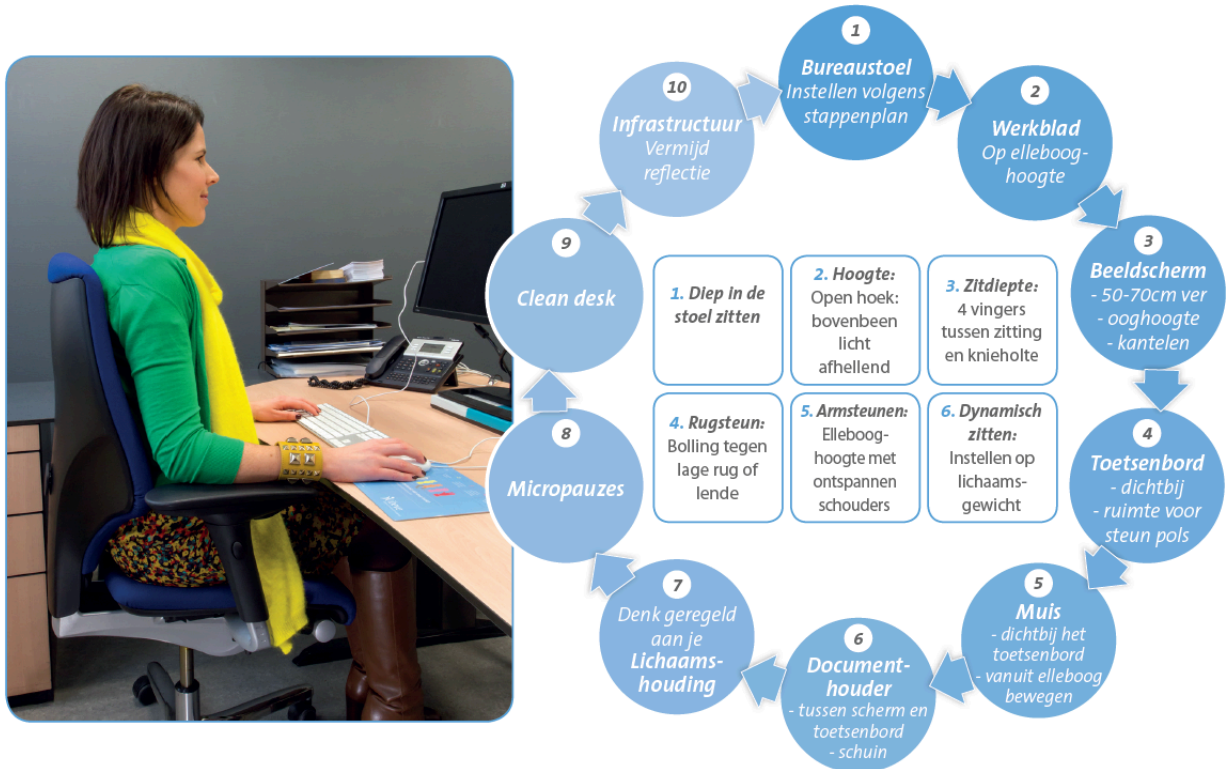 1
Bureaustoel
Instellen volgens
stappenplan
2
Werkblad
Op elleboog-
hoogte
3
Beeldscherm
- 50-70cm ver
- ooghoogte
- kantelen
4
Toetsenbord
- dichtbij
- ruimte voor
steun pols
5
Muis
- dichtbij het
toetsenbord
- vanuit elleboog
bewegen
6
Document-
houder
- tussen scherm en
toetsenbord
- schuin
7
Denk geregeld
aan je
Lichaams-
houding
8
Micropauzes
9
Clean desk
10
Infrastructuur
Vermijd
reflectie
1. Diep in de
stoel zitten
2. Hoogte:
Open hoek:
bovenbeen
licht
afhellend
3. Zitdiepte:
4 vingers
tussen zitting
en knieholte
4. Rugsteun:
Bolling tegen
lage rug of
lende
5. Armsteunen:
Elleboog-
hoogte met
ontspannen
schouders
6. Dynamisch
zitten:
Instellen op
lichaams-
gewicht